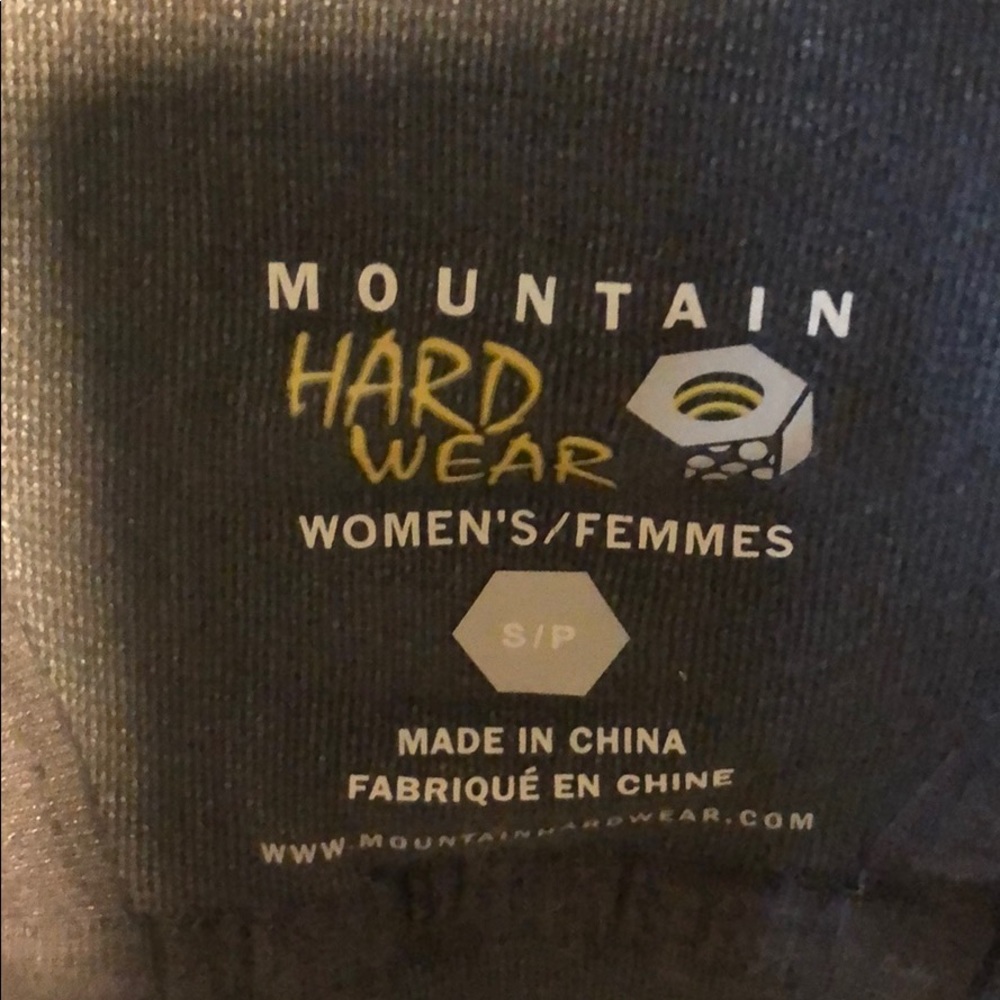 MOUNTAIN
HARD
WEAR
WOMEN'S/FEMMES
S/P
MADE IN CHINA
FABRIQUÉ EN CHINE
WWW.MOUNTAINHARDWEAR.COM